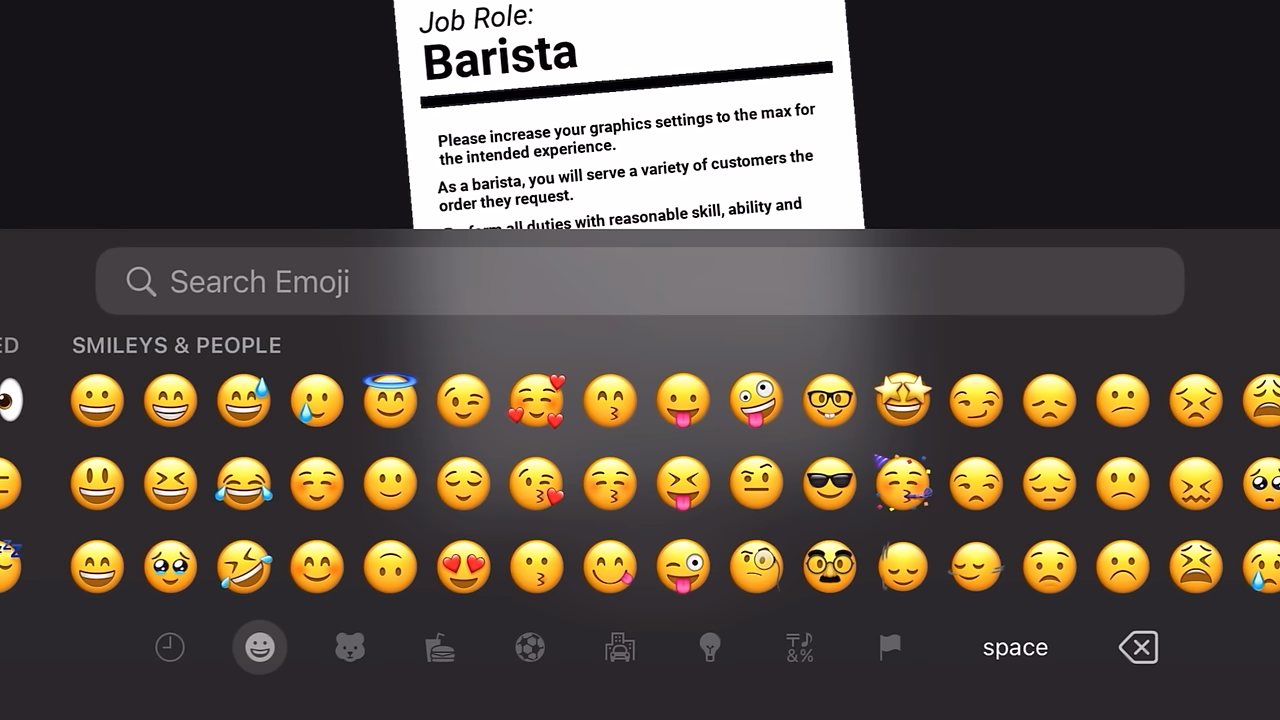 Job Role:
Barista
Please increase your graphics settings to the max for
the intended experience.
As a barista, you will serve a variety of customers the
order they request.
Perform all duties with reasonable skill, ability and
Search Emoji
ED
SMILEYS & PEOPLE
space